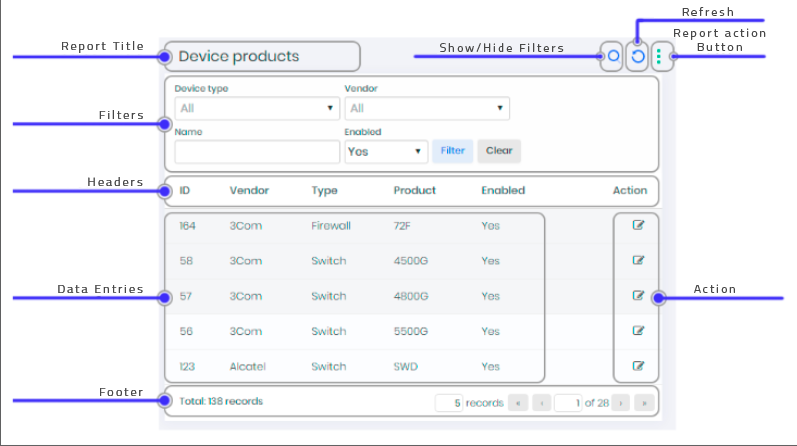 Refresh
Report Title
Device products
Show/Hide Filters
Report action
Button
Device type
Vendor
All
All
Filters
Name
Enabled
Yes
Filter
Clear
Headers
ID Vendor Type Product Enabled Action
164 3Com Firewall 72F Yes
58 3Com Switch 4500G Yes
Data Entries
57 3Com Switch 4800G Yes
Action
56 3Com Switch 5500G Yes
123 Alcatel Switch SWD Yes
Footer
Total: 138 records
5 records « ‹ 1 of 28 › »